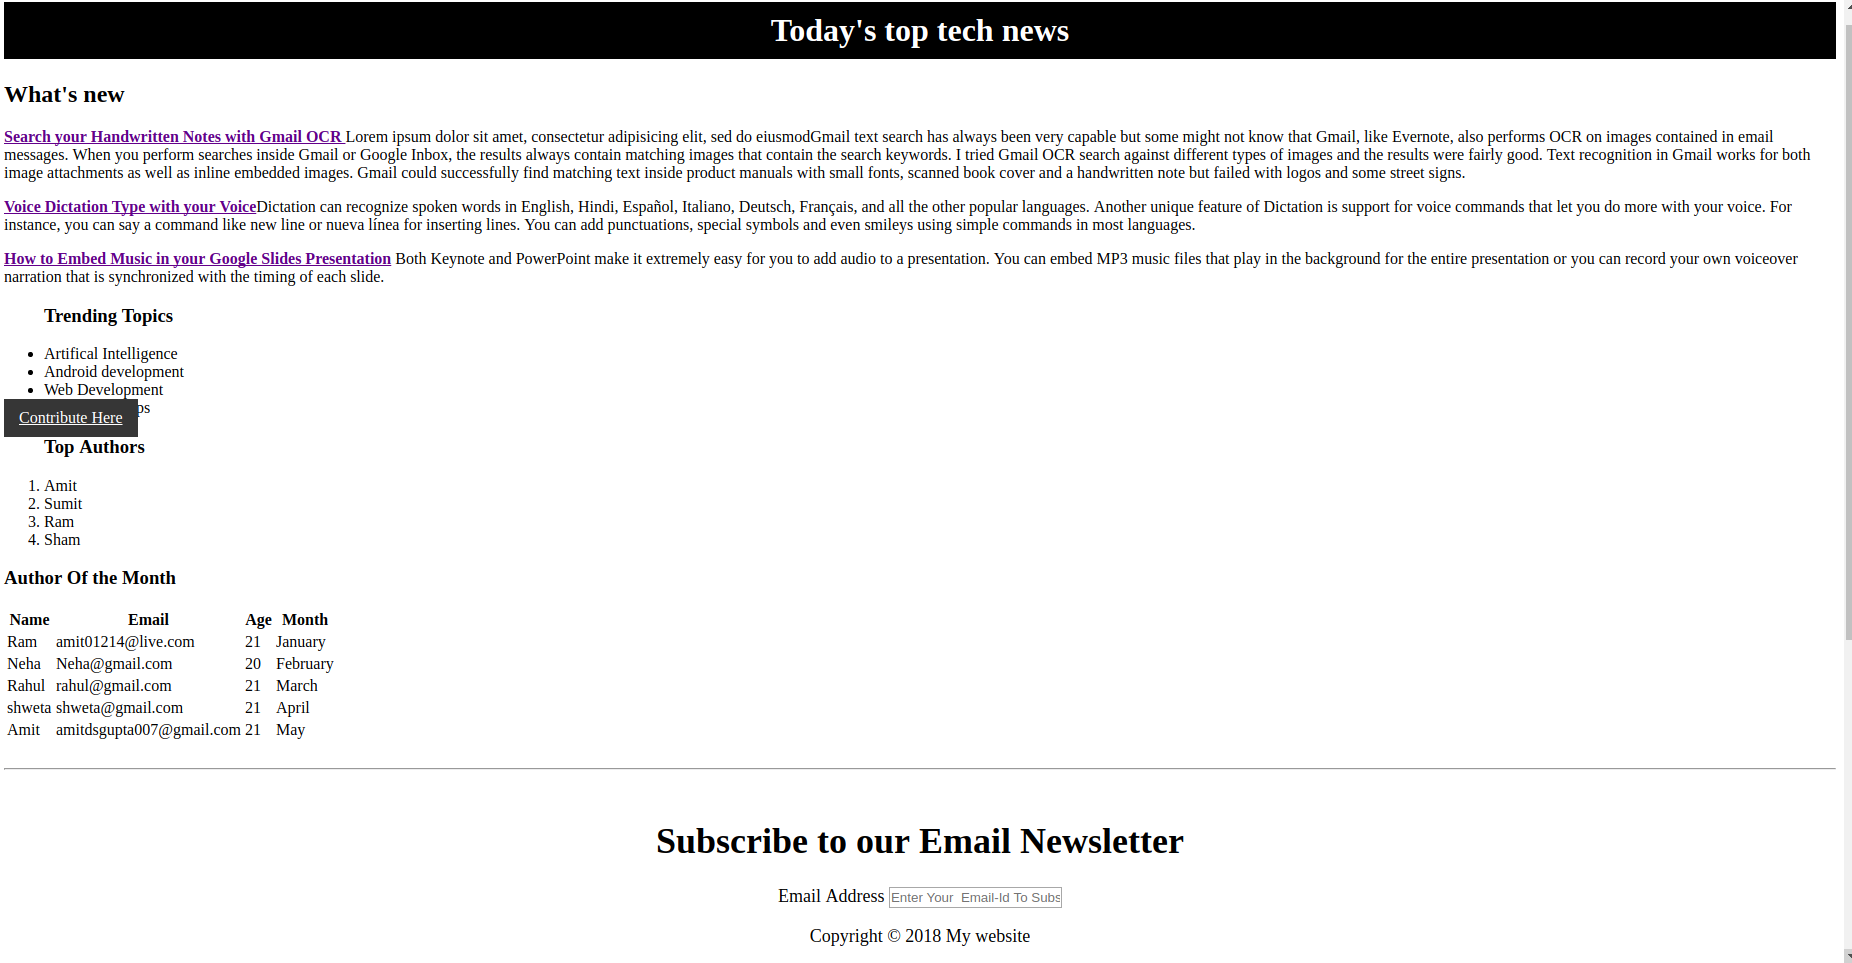 Today's top tech news
What's new
Search your Handwritten Notes with Gmail OCR Lorem ipsum dolor sit amet, consectetur adipisicing elit, sed do eiusmodGmail text search has always been very capable but some might not know that Gmail, like Evernote, also performs OCR on images contained in email
messages. When you perform searches inside Gmail or Google Inbox, the results always contain matching images that contain the search keywords. I tried Gmail OCR search against different types of images and the results were fairly good. Text recognition in Gmail works for both
image attachments as well as inline embedded images. Gmail could successfully find matching text inside product manuals with small fonts, scanned book cover and a handwritten note but failed with logos and some street signs.
Voice Dictation Type with your VoiceDictation can recognize spoken words in English, Hindi, Español, Italiano, Deutsch, Français, and all the other popular languages. Another unique feature of Dictation is support for voice commands that let you do more with your voice. For
instance, you can say a command like new line or nueva línea for inserting lines. You can add punctuations, special symbols and even smileys using simple commands in most languages.
How to Embed Music in your Google Slides Presentation Both Keynote and PowerPoint make it extremely easy for you to add audio to a presentation. You can embed MP3 music files that play in the background for the entire presentation or you can record your own voiceover
narration that is synchronized with the timing of each slide.
Trending Topics
Artifical Intelligence
Android development
Web Development
Contribute Here
Top Authors
1. Amit
2. Sumit
3. Ram
4. Sham
Author Of the Month
Name Email Age Month
Ram amit01214@live.com 21 January
Neha Neha@gmail.com 20 February
Rahul rahul@gmail.com 21 March
shweta shweta@gmail.com 21 April
Amit amitdsgupta007@gmail.com 21 May
Subscribe to our Email Newsletter
Email Address Enter Your Email-Id To Subs
Copyright © 2018 My website